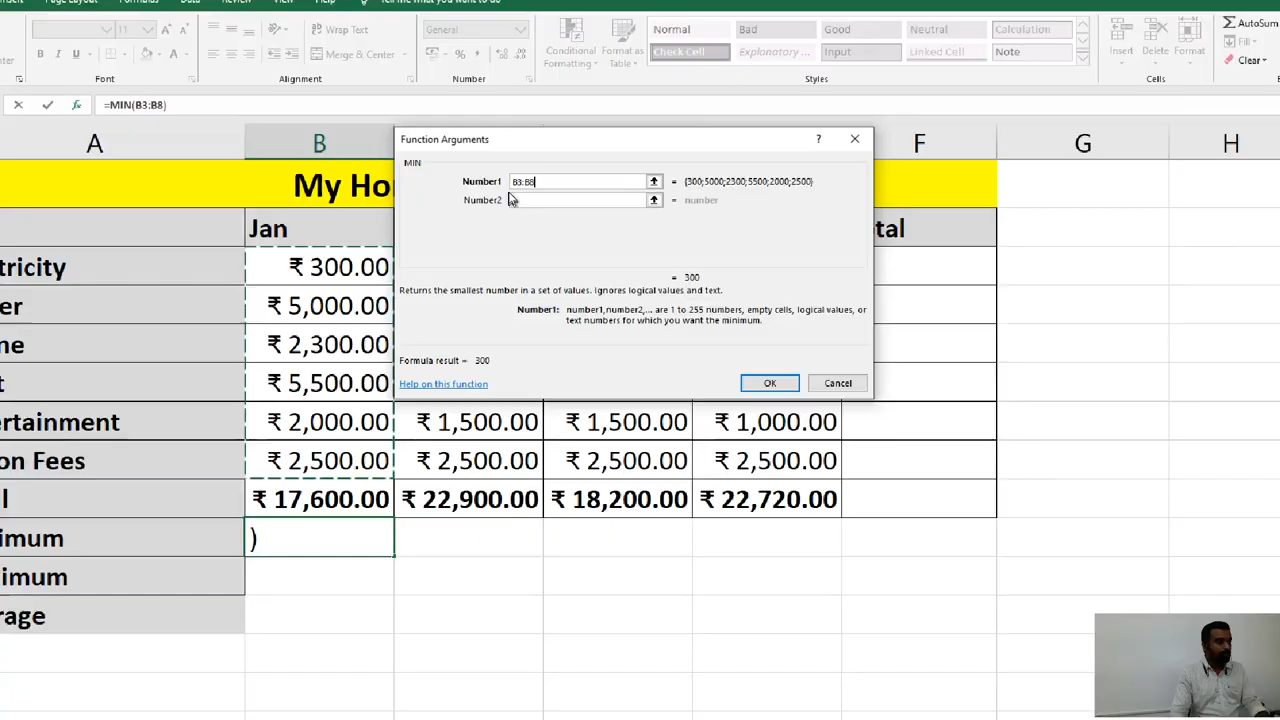 Font
Alignment
Number
Styles
Cells
11
Wrap Text
Merge & Center
General
Conditional Formatting
Format as Table
Normal
Bad
Good
Neutral
Calculation
Check Cell
Explanatory ...
Input
Linked Cell
Note
Insert
Delete
Format
AutoSum
Fill
Clear
=MIN(B3:B8)
A B F G H
My Ho
Jan
tal
tricity ₹ 300.00
er ₹ 5,000.00
ne ₹ 2,300.00
t ₹ 5,500.00
ertainment ₹ 2,000.00 ₹ 1,500.00 ₹ 1,500.00 ₹ 1,000.00
on Fees ₹ 2,500.00 ₹ 2,500.00 ₹ 2,500.00 ₹ 2,500.00
l ₹ 17,600.00 ₹ 22,900.00 ₹ 18,200.00 ₹ 22,720.00
imum )
imum
rage
Function Arguments
MIN
Number1 B3:B8 = {300;5000;2300;5500;2000;2500}
Number2 = number
= 300
Returns the smallest number in a set of values. Ignores logical values and text.
Number1: number1,number2,... are 1 to 255 numbers, empty cells, logical values, or
text numbers for which you want the minimum.
Formula result = 300
Help on this function
OK
Cancel